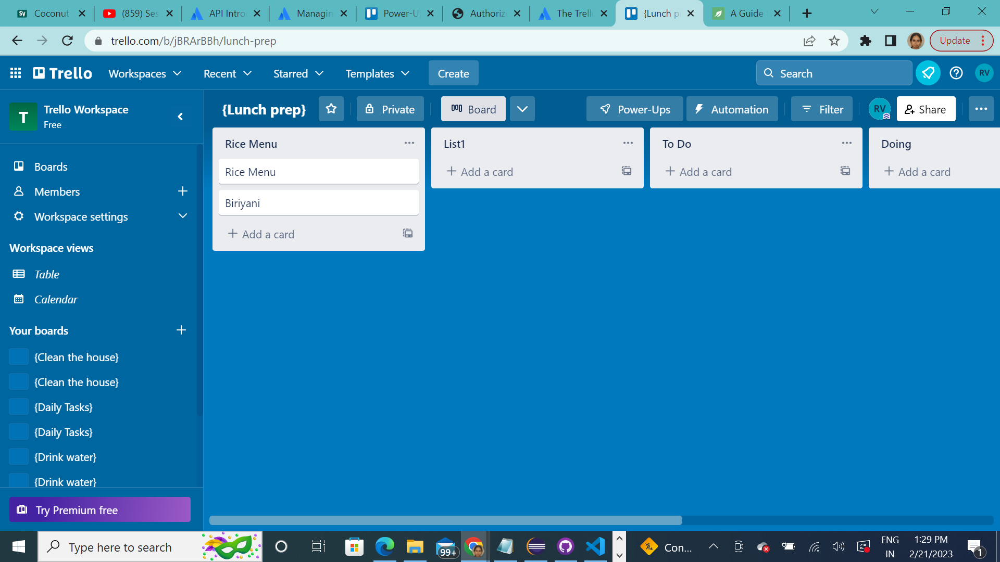 Coconut
(859) Ses
API Intro
Managin
Power-U
Authoriz
The Trell
{Lunch p
A Guide
trello.com/b/jBRArBBh/lunch-prep
Update
Trello
Workspaces
Recent
Starred
Templates
Create
Search
RV
T
Trello Workspace
Free
{Lunch prep}
Private
Board
Power-Ups
Automation
Filter
RV
Share
Boards
Members
Workspace settings
Workspace views
Table
Calendar
Your boards
{Clean the house}
{Clean the house}
{Daily Tasks}
{Daily Tasks}
{Drink water}
{Drink water}
Try Premium free
Rice Menu
Rice Menu
Biriyani
Add a card
List1
Add a card
To Do
Add a card
Doing
Add a card
Type here to search
99+
Con...
ENG
IN
1:29 PM
2/21/2023
1